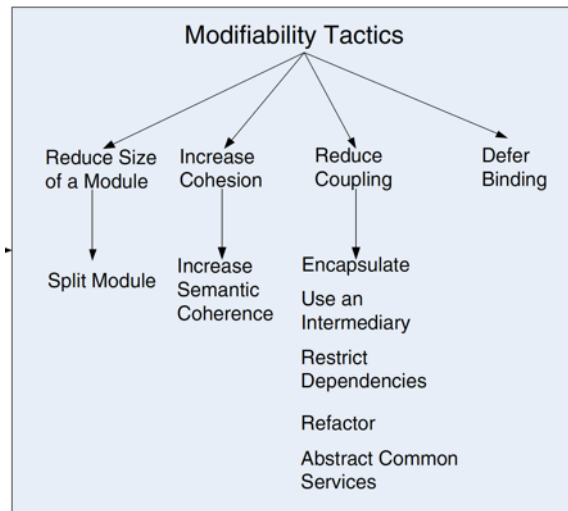 Modifiability Tactics
Reduce Size
of a Module
Increase
Cohesion
Reduce
Coupling
Defer
Binding
Split Module
Increase
Semantic
Coherence
Encapsulate
Use an
Intermediary
Restrict
Dependencies
Refactor
Abstract Common
Services